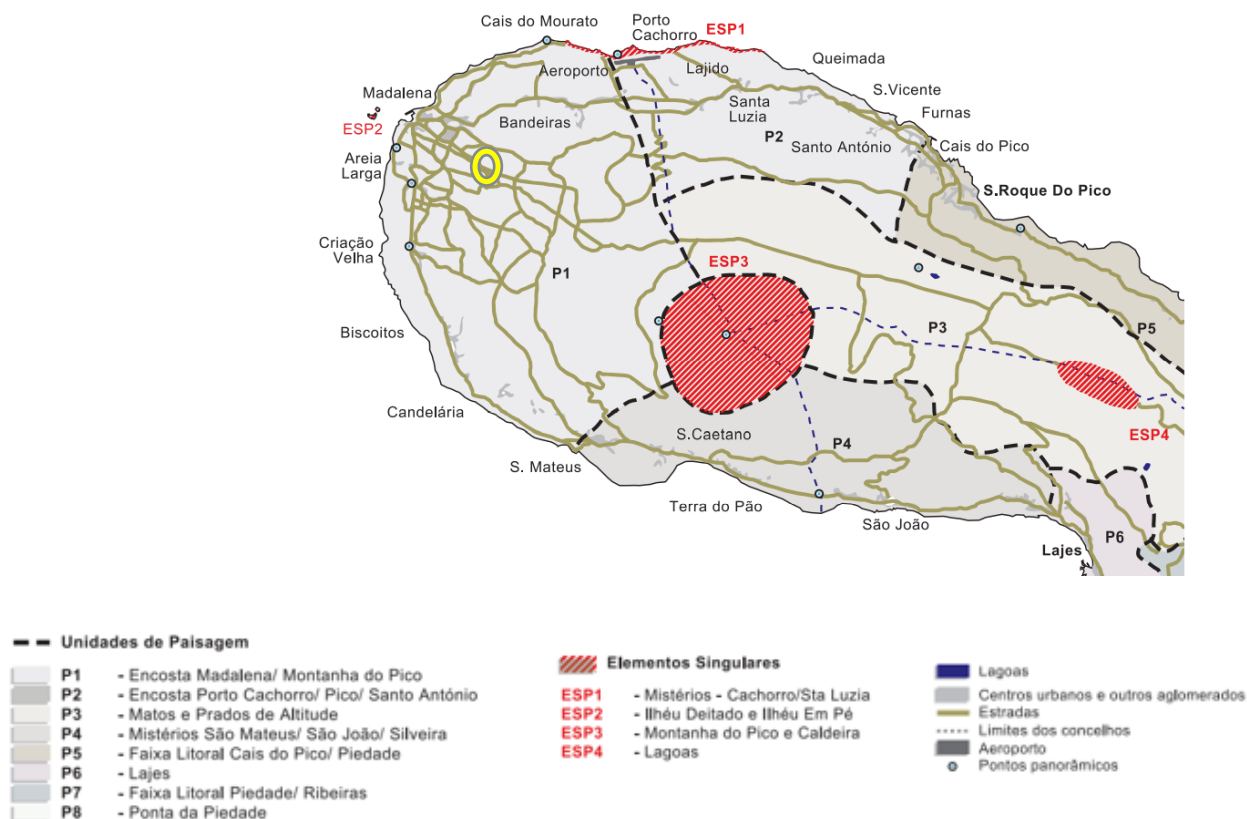 Cais do Mourato
Porto
Cachorro
ESP1
Queimada
Aeroporto
Lajido
S.Vicente
Madalena
Furnas
Santa
Luzia
ESP2
Bandeiras
P2
Santo António
Cais do Pico
Areia
Larga
S.Roque Do Pico
Criação
Velha
ESP3
P1
Biscoitos
P3
P5
Candelária
S.Caetano
P4
ESP4
S. Mateus
Terra do Pão
São João
P6
Lajes
Unidades de Paisagem
P1 - Encosta Madalena/ Montanha do Pico
P2 - Encosta Porto Cachorro/ Pico/ Santo António
P3 - Matos e Prados de Altitude
P4 - Mistérios São Mateus/ São João/ Silveira
P5 - Faixa Litoral Cais do Pico/ Piedade
P6 - Lajes
P7 - Faixa Litoral Piedade/ Ribeiras
P8 - Ponta da Piedade
Elementos Singulares
ESP1 - Mistérios - Cachorro/Sta Luzia
ESP2 - Ilhéu Deitado e Ilhéu Em Pé
ESP3 - Montanha do Pico e Caldeira
ESP4 - Lagoas
Lagoas
Centros urbanos e outros aglomerados
Estradas
Limites dos concelhos
Aeroporto
Pontos panorâmicos